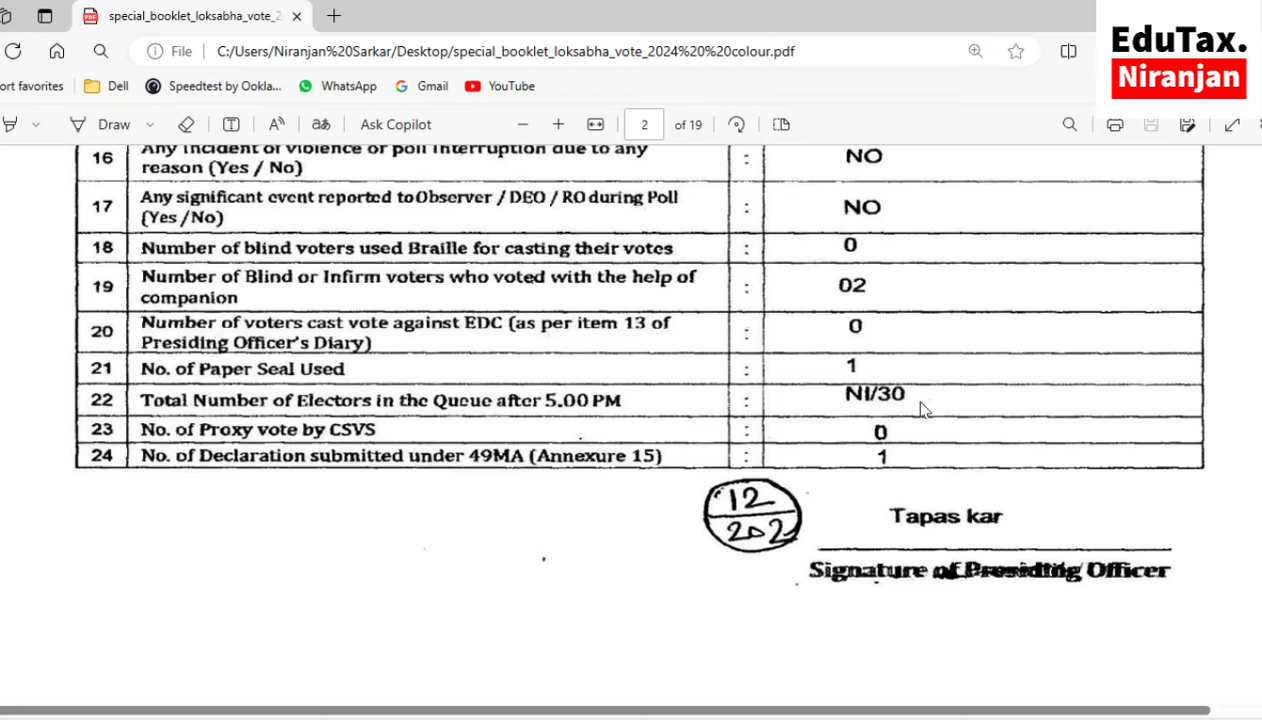 special_booklet_loksabha_vote_2
EduTax.
Niranjan
File C:/Users/Niranjan%20Sarkar/Desktop/special_booklet_loksabha_vote_2024%20%20colour.pdf
ort favorites Dell Speedtest by Ookla... WhatsApp Gmail YouTube
Draw Ask Copilot 2 of 19
16 Any incident of violence or poll interruption due to any
reason (Yes / No) : NO
17 Any significant event reported to Observer / DEO / RO during Poll
(Yes /No) : NO
18 Number of blind voters used Braille for casting their votes : 0
19 Number of Blind or Infirm voters who voted with the help of
companion : 02
20 Number of voters cast vote against EDC (as per item 13 of
Presiding Officer's Diary) : 0
21 No. of Paper Seal Used : 1
22 Total Number of Electors in the Queue after 5.00 PM : NI/30
23 No. of Proxy vote by CSVS : 0
24 No. of Declaration submitted under 49MA (Annexure 15) : 1
12
202
Tapas kar
Signature of Presiding Officer